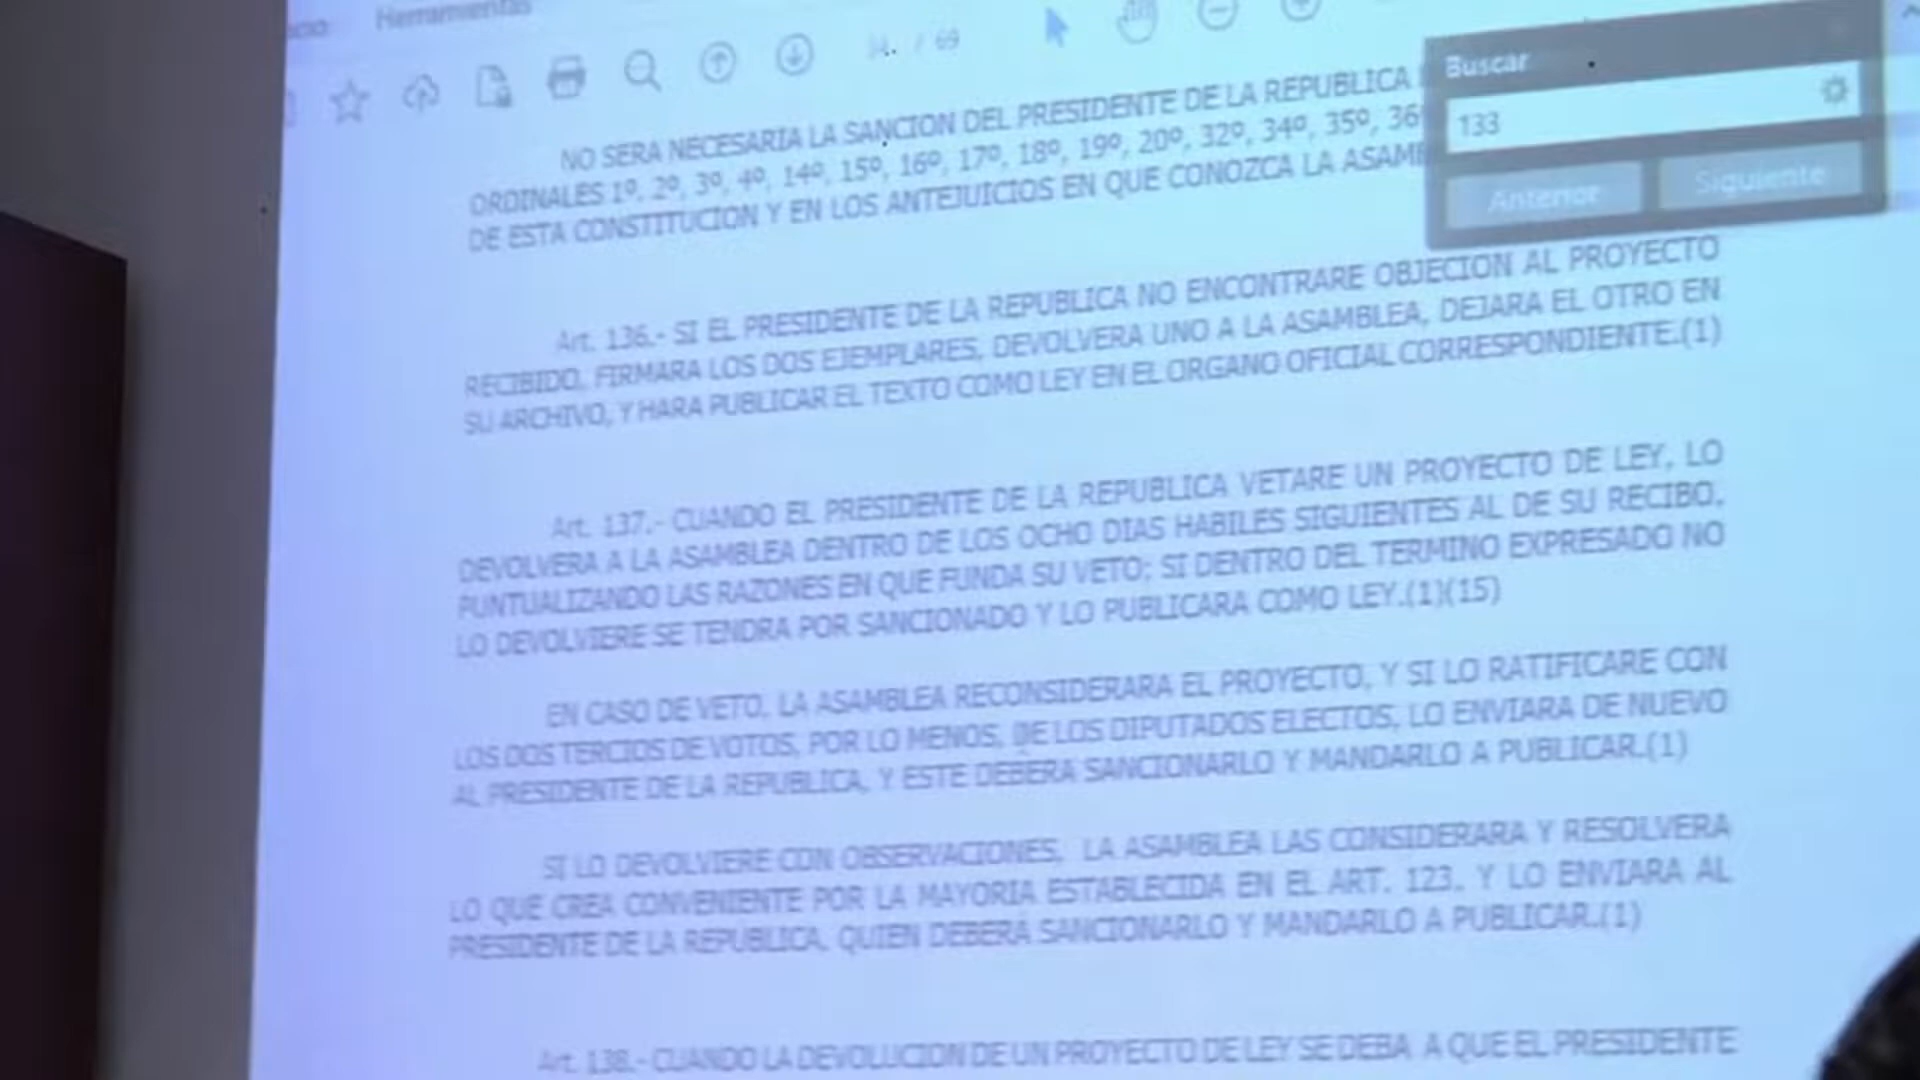 Herramientas
/ 69
Buscar
133
Anterior
Siguiente
NO SERA NECESARIA LA SANCION DEL PRESIDENTE DE LA REPUBLICA
ORDINALES 1º, 2º, 3º, 4º, 14º, 15º, 16º, 17º, 18º, 19º, 20º, 32º, 34º, 35º, 36
DE ESTA CONSTITUCION Y EN LOS ANTEJUICIOS EN QUE CONOZCA LA ASAM
Art. 136.- SI EL PRESIDENTE DE LA REPUBLICA NO ENCONTRARE OBJECION AL PROYECTO
RECIBIDO, FIRMARA LOS DOS EJEMPLARES, DEVOLVERA UNO A LA ASAMBLEA, DEJARA EL OTRO EN
SU ARCHIVO, Y HARA PUBLICAR EL TEXTO COMO LEY EN EL ORGANO OFICIAL CORRESPONDIENTE.(1)
Art. 137.- CUANDO EL PRESIDENTE DE LA REPUBLICA VETARE UN PROYECTO DE LEY, LO
DEVOLVERA A LA ASAMBLEA DENTRO DE LOS OCHO DIAS HABILES SIGUIENTES AL DE SU RECIBO,
PUNTUALIZANDO LAS RAZONES EN QUE FUNDA SU VETO; SI DENTRO DEL TERMINO EXPRESADO NO
LO DEVOLVIERE SE TENDRA POR SANCIONADO Y LO PUBLICARA COMO LEY.(1)(15)
EN CASO DE VETO, LA ASAMBLEA RECONSIDERARA EL PROYECTO, Y SI LO RATIFICARE CON
LOS DOS TERCIOS DE VOTOS, POR LO MENOS, DE LOS DIPUTADOS ELECTOS, LO ENVIARA DE NUEVO
AL PRESIDENTE DE LA REPUBLICA, Y ESTE DEBERA SANCIONARLO Y MANDARLO A PUBLICAR.(1)
SI LO DEVOLVIERE CON OBSERVACIONES, LA ASAMBLEA LAS CONSIDERARA Y RESOLVERA
LO QUE CREA CONVENIENTE POR LA MAYORIA ESTABLECIDA EN EL ART. 123, Y LO ENVIARA AL
PRESIDENTE DE LA REPUBLICA, QUIEN DEBERÁ SANCIONARLO Y MANDARLO A PUBLICAR.(1)
Art. 138.- CUANDO LA DEVOLUCION DE UN PROYECTO DE LEY SE DEBA A QUE EL PRESIDENTE